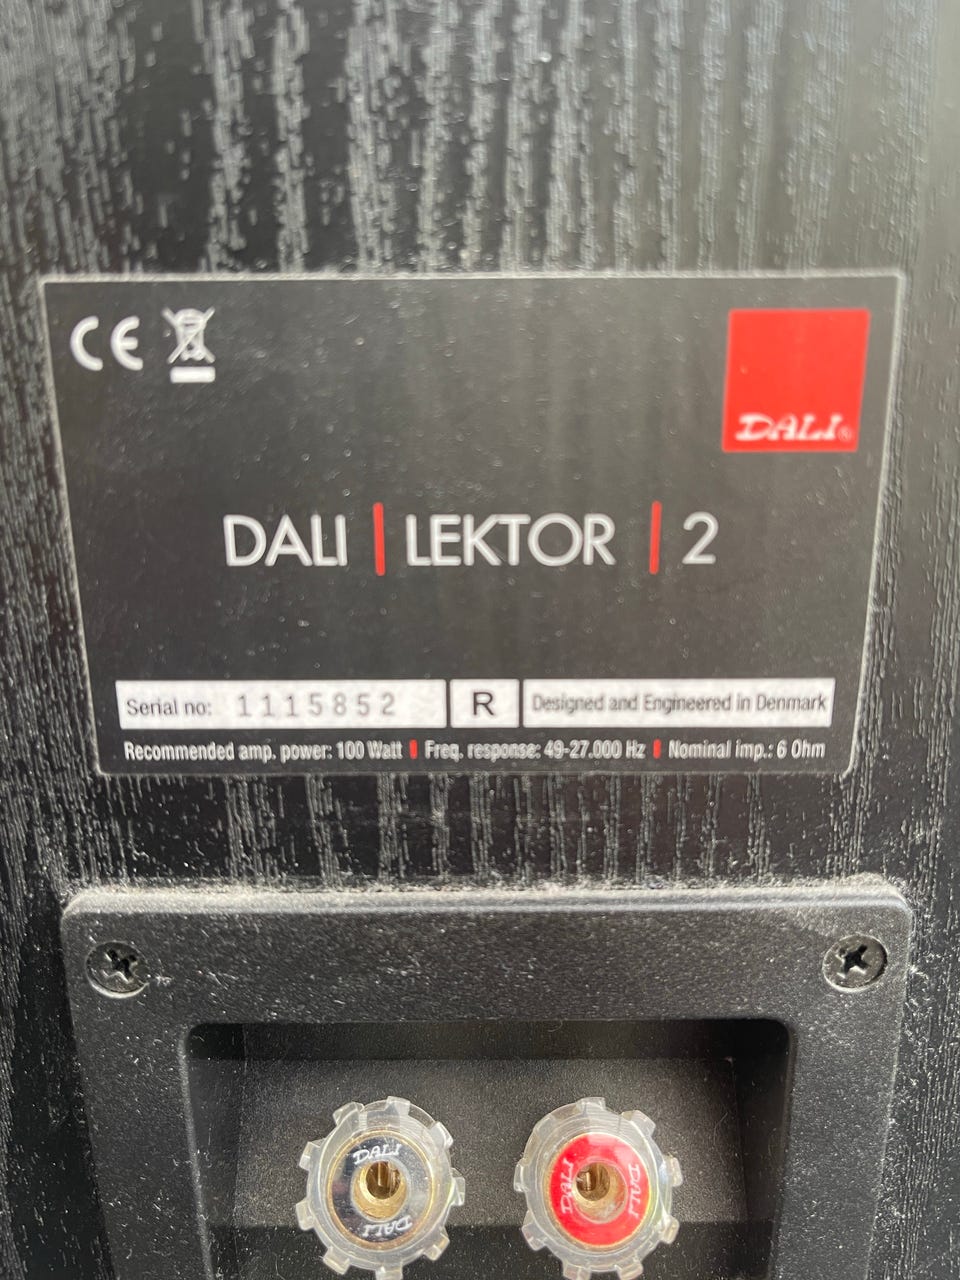 CE
DALI®
DALI | LEKTOR | 2
Serial no: 1115852 R Designed and Engineered in Denmark
Recommended amp. power: 100 Watt | Freq. response: 49-27.000 Hz | Nominal imp.: 6 Ohm
DALI DALI
DALI DALI